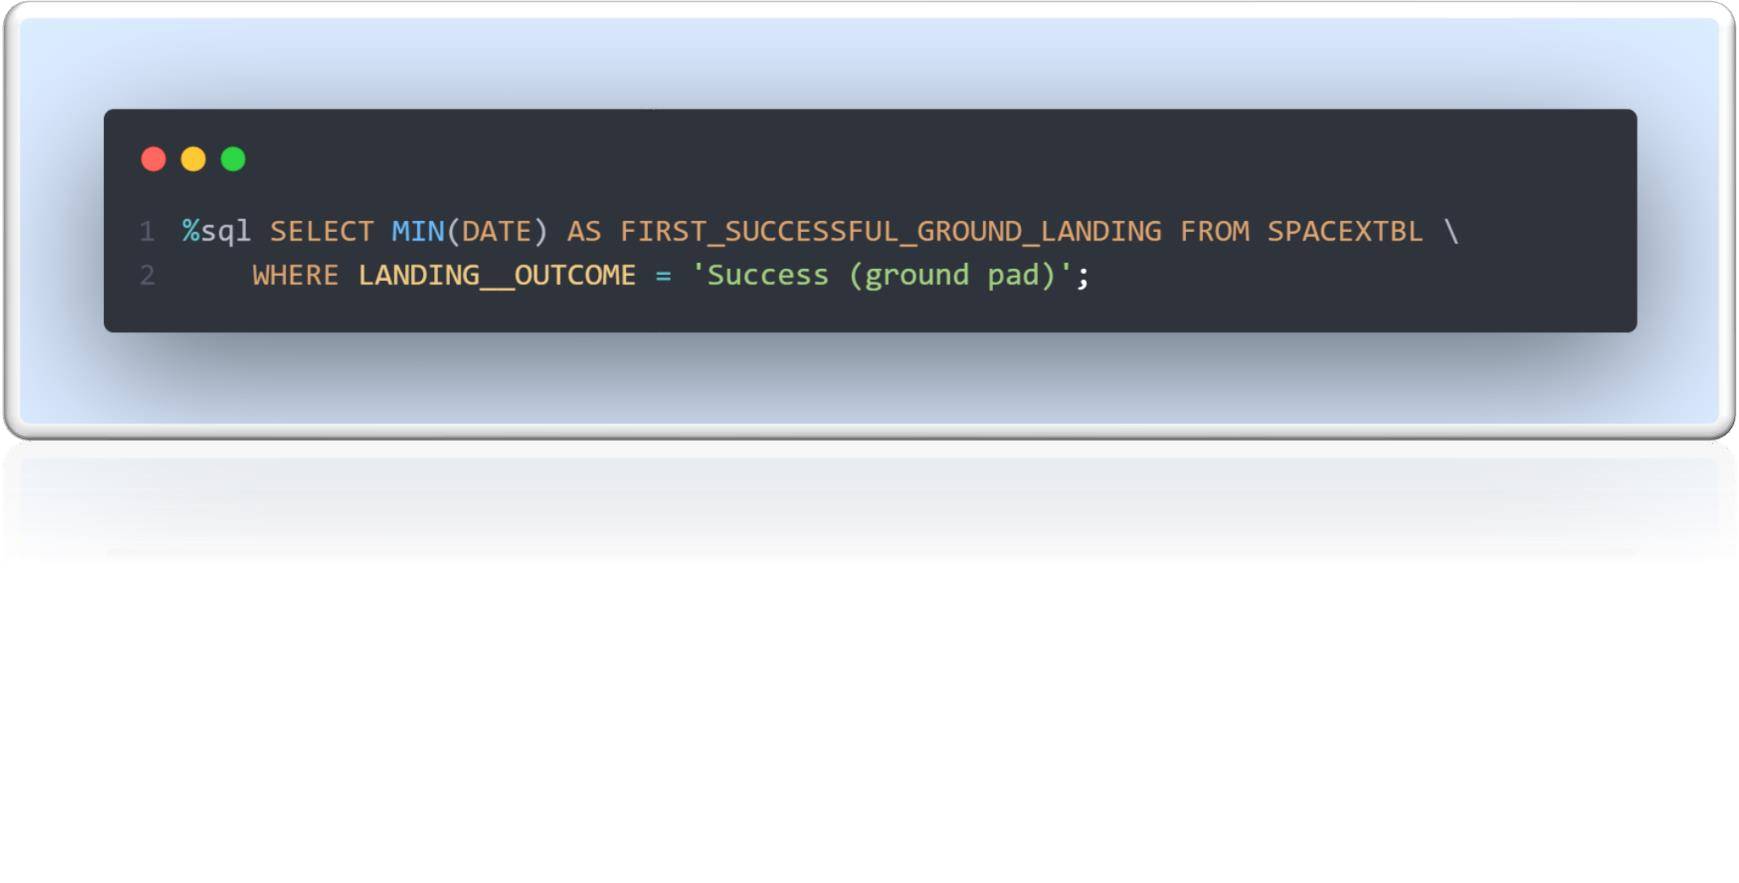 1 %sql SELECT MIN(DATE) AS FIRST_SUCCESSFUL_GROUND_LANDING FROM SPACEXTBL \
2     WHERE LANDING__OUTCOME = 'Success (ground pad)';